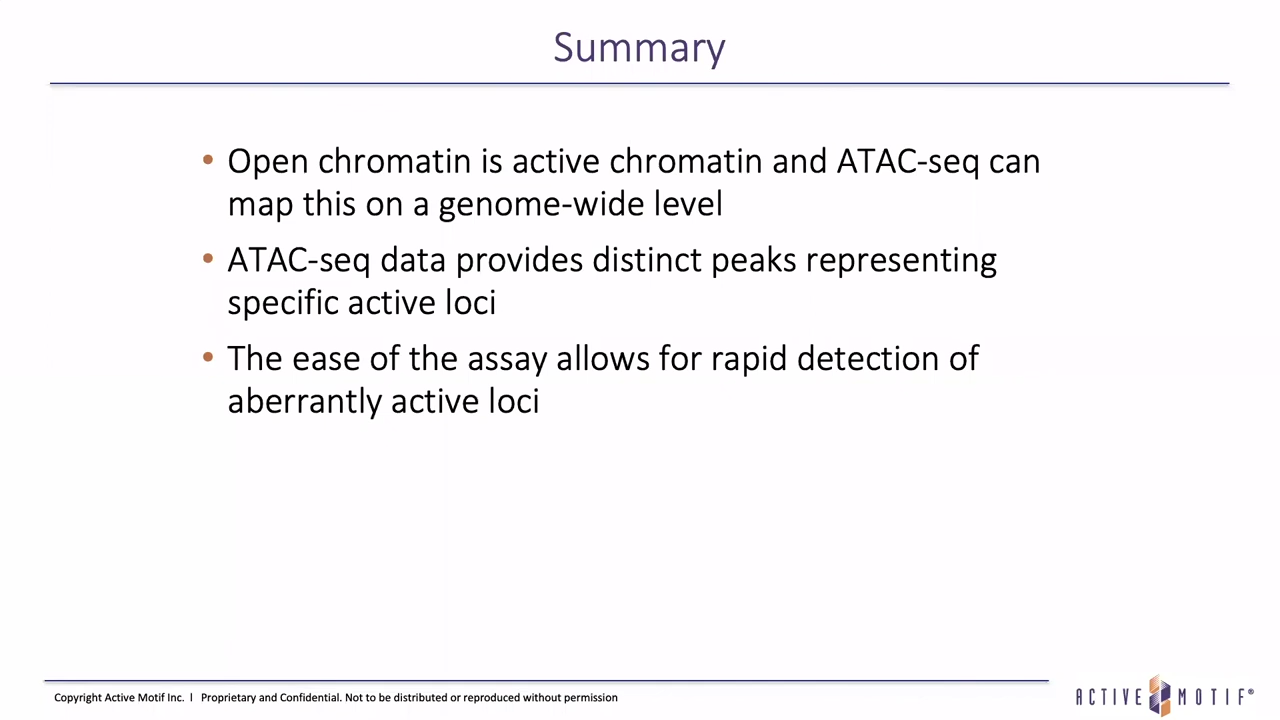 Summary
• Open chromatin is active chromatin and ATAC-seq can
map this on a genome-wide level
• ATAC-seq data provides distinct peaks representing
specific active loci
• The ease of the assay allows for rapid detection of
aberrantly active loci
Copyright Active Motif Inc. | Proprietary and Confidential. Not to be distributed or reproduced without permission
ACTIVE MOTIF®